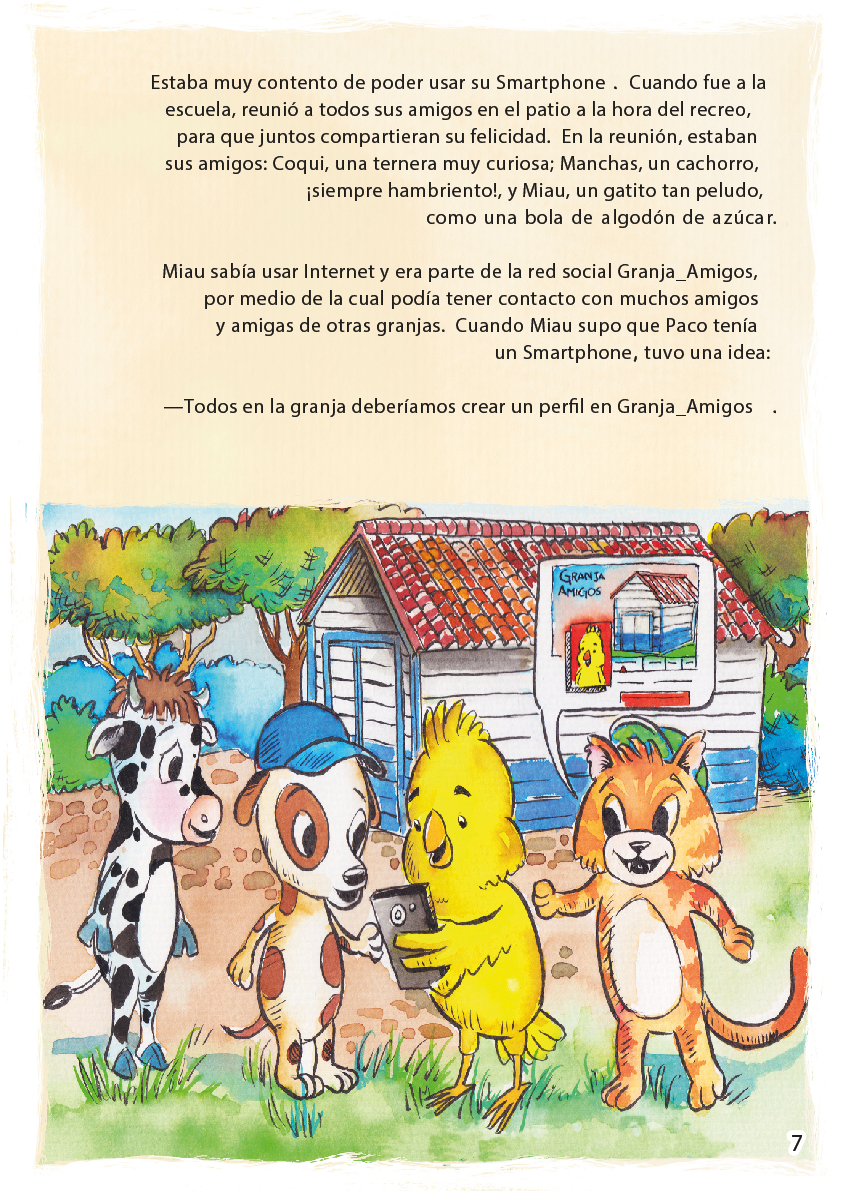 Estaba muy contento de poder usar su Smartphone . Cuando fue a la
escuela, reunió a todos sus amigos en el patio a la hora del recreo,
para que juntos compartieran su felicidad. En la reunión, estaban
sus amigos: Coqui, una ternera muy curiosa; Manchas, un cachorro,
¡siempre hambriento!, y Miau, un gatito tan peludo,
como una bola de algodón de azúcar.
Miau sabía usar Internet y era parte de la red social Granja_Amigos,
por medio de la cual podía tener contacto con muchos amigos
y amigas de otras granjas. Cuando Miau supo que Paco tenía
un Smartphone, tuvo una idea:
—Todos en la granja deberíamos crear un perfil en Granja_Amigos .
GRANJA
AMIGOS
7